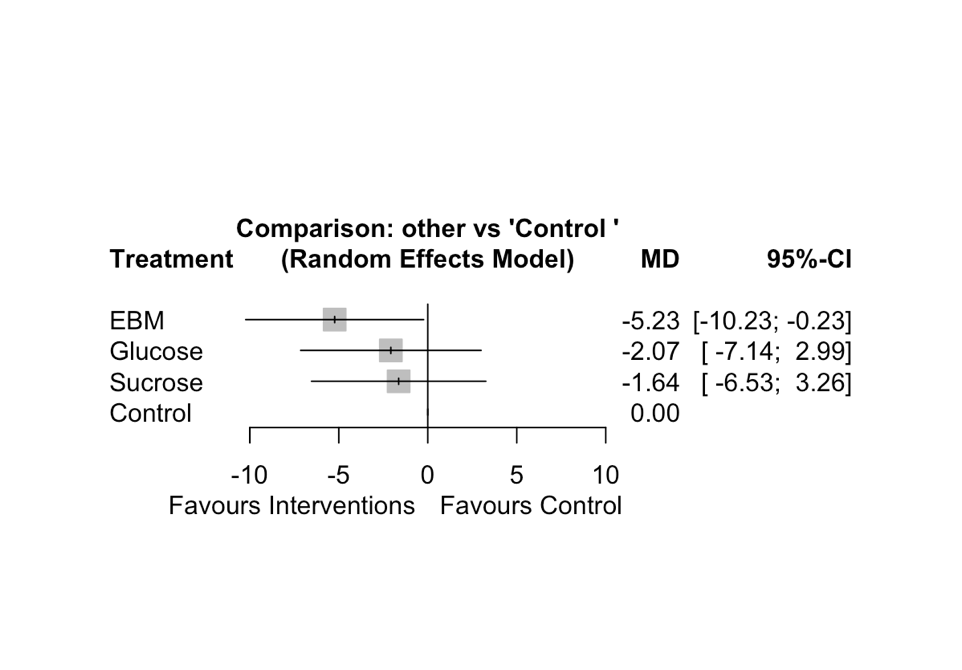 Comparison: other vs 'Control '
Treatment (Random Effects Model) MD 95%-CI
EBM -5.23 [-10.23; -0.23]
Glucose -2.07 [ -7.14; 2.99]
Sucrose -1.64 [ -6.53; 3.26]
Control 0.00
-10 -5 0 5 10
Favours Interventions Favours Control